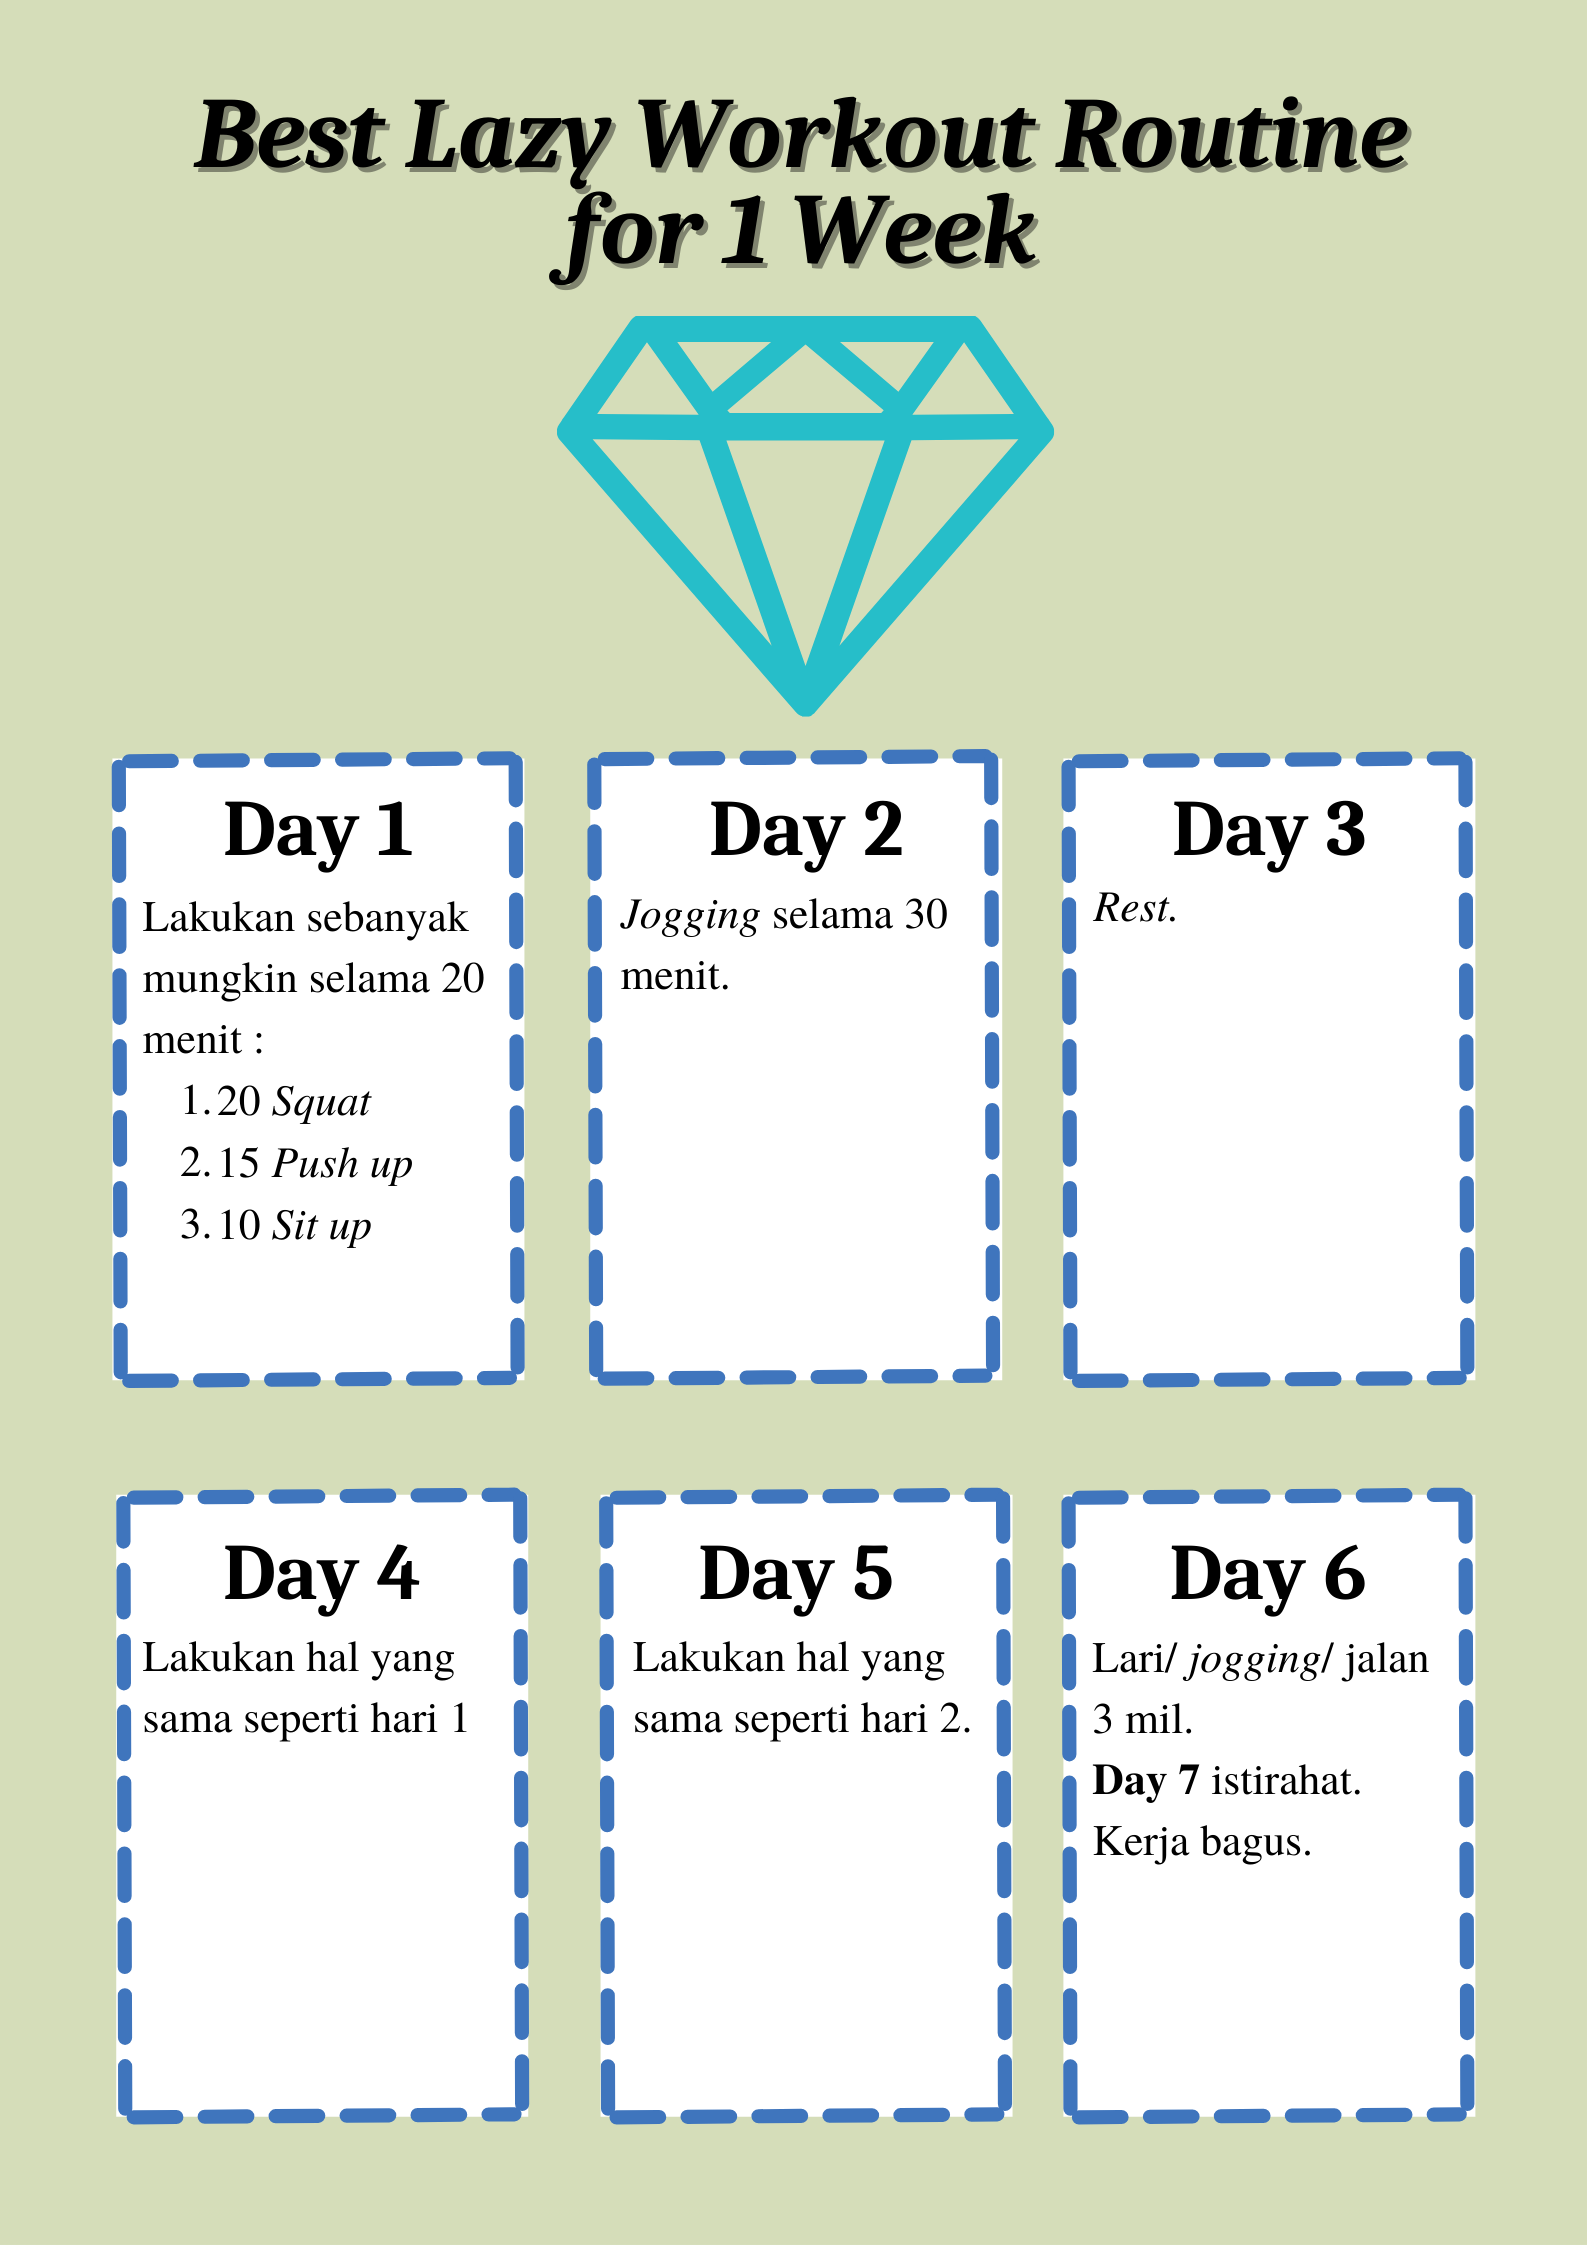 Best Lazy Workout Routine
for 1 Week
Day 1
Lakukan sebanyak
mungkin selama 20
menit :
1. 20 Squat
2. 15 Push up
3. 10 Sit up
Day 2
Jogging selama 30
menit.
Day 3
Rest.
Day 4
Lakukan hal yang
sama seperti hari 1
Day 5
Lakukan hal yang
sama seperti hari 2.
Day 6
Lari/ jogging/ jalan
3 mil.
Day 7 istirahat.
Kerja bagus.